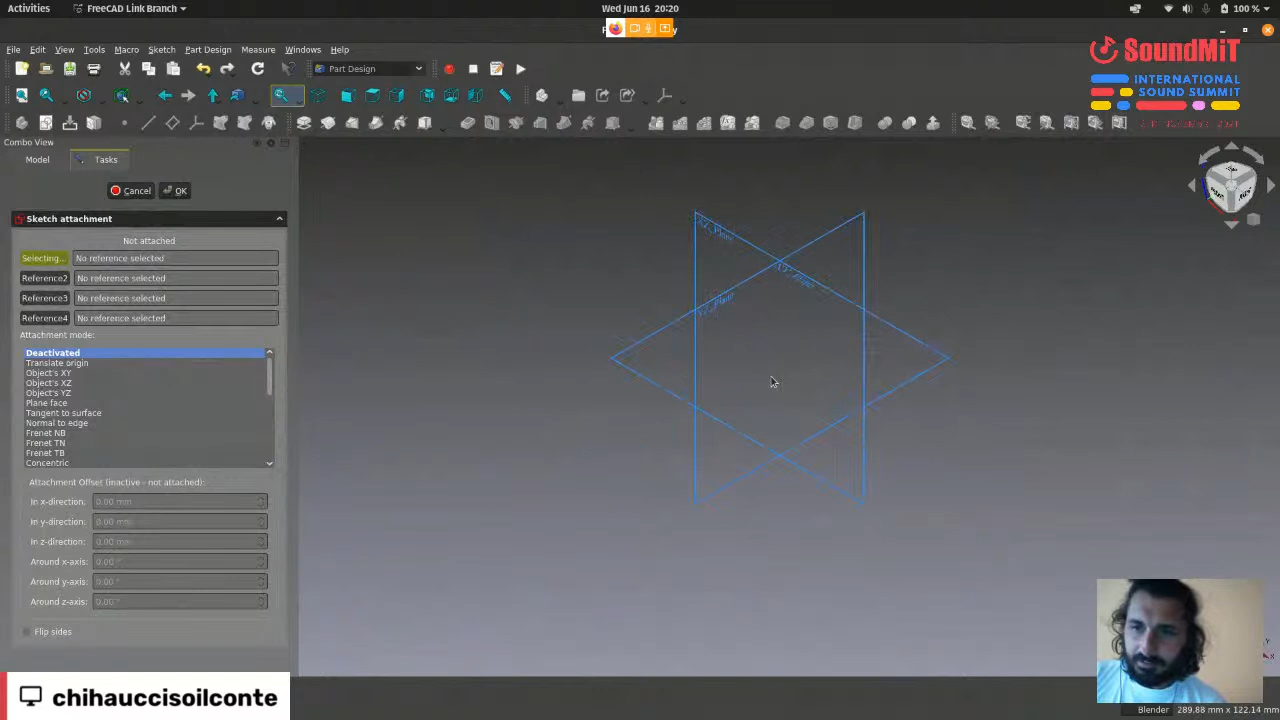 Activities FreeCAD Link Branch Wed Jun 16 20:20 100 %
File Edit View Tools Macro Sketch Part Design Measure Windows Help
SoundMiT
INTERNATIONAL
SOUND SUMMIT
Part Design
Combo View
Model Tasks
Cancel OK
Sketch attachment
Not attached
Selecting... No reference selected
Reference2 No reference selected
Reference3 No reference selected
Reference4 No reference selected
Attachment mode:
Deactivated
Translate origin
Object's XY
Object's XZ
Object's YZ
Plane face
Tangent to surface
Normal to edge
Frenet NB
Frenet TN
Frenet TB
Concentric
Attachment Offset (inactive - not attached):
In x-direction: 0.00 mm
In y-direction: 0.00 mm
In z-direction: 0.00 mm
Around x-axis: 0.00 °
Around y-axis: 0.00 °
Around z-axis: 0.00 °
Flip sides
chihauccisoilconte
Blender 289.88 mm x 122.14 mm